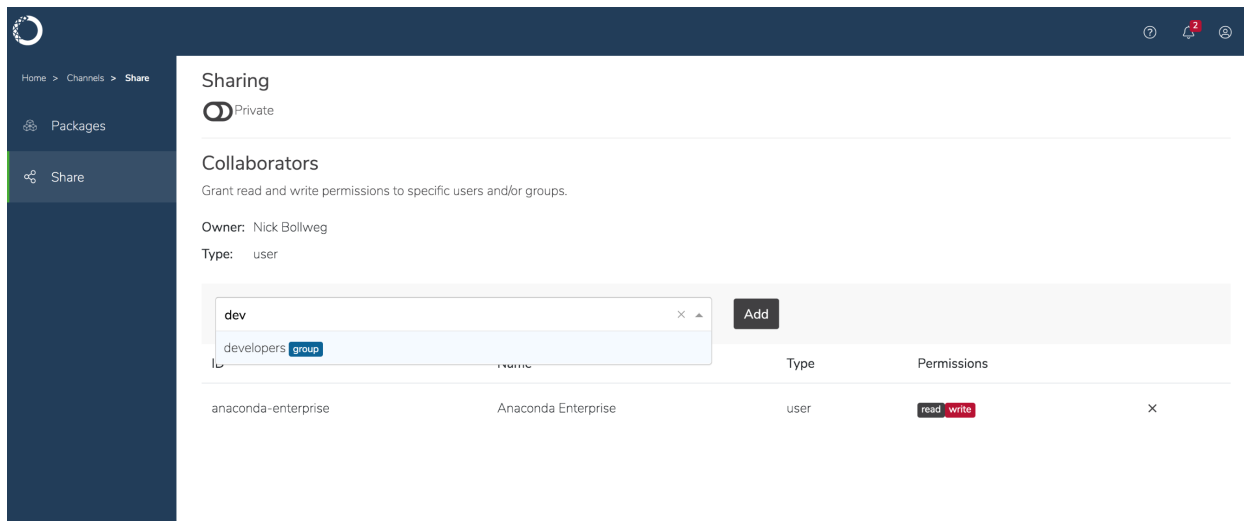 2
Home > Channels > Share
Packages
Share
Sharing
Private
Collaborators
Grant read and write permissions to specific users and/or groups.
Owner: Nick Bollweg
Type: user
dev
Add
developers group
Type Permissions
anaconda-enterprise Anaconda Enterprise user read write